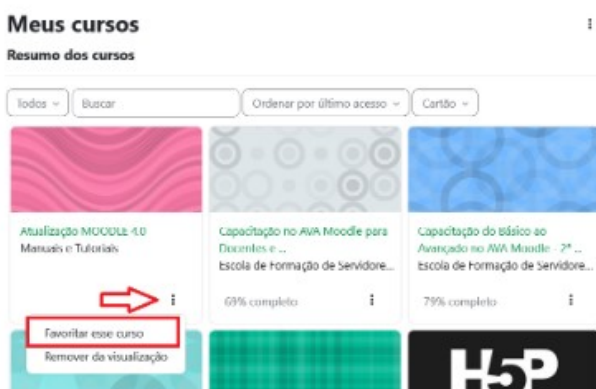 Meus cursos
Resumo dos cursos
Todos
Buscar
Ordenar por último acesso
Cartão
Atualização MOODLE 4.0
Manuais e Tutoriais
Capacitação no AVA Moodle para
Docentes e ...
Escola de Formação de Servidore...
69% completo
Capacitação do Básico ao
Avançado no AVA Moodle - 2ª ...
Escola de Formação de Servidore...
79% completo
Favoritar esse curso
Remover da visualização
H5P